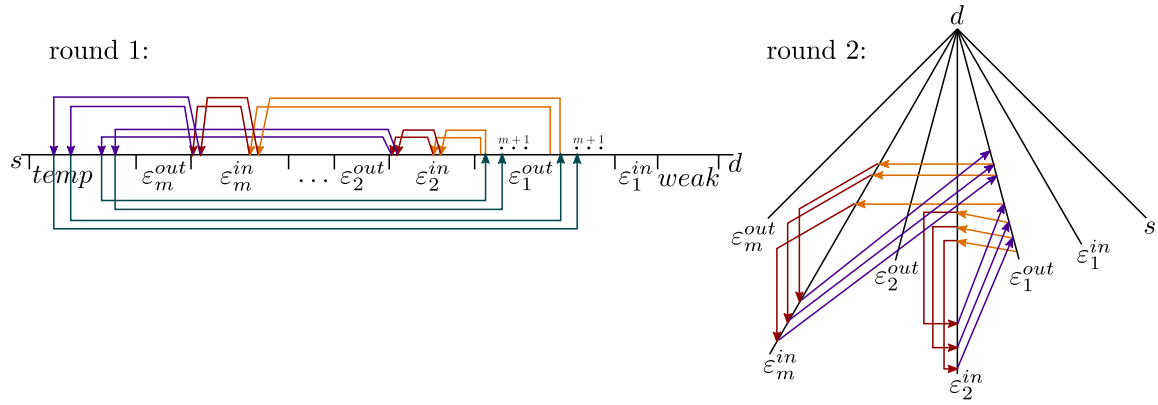 round 1:
m+1 m+1
s temp ε_m^{out} ε_m^{in} ... ε_2^{out} ε_2^{in} ε_1^{out} ε_1^{in} weak d
round 2:
d
ε_m^{out} ε_2^{out} ε_1^{out} ε_1^{in} s
ε_m^{in} ε_2^{in}